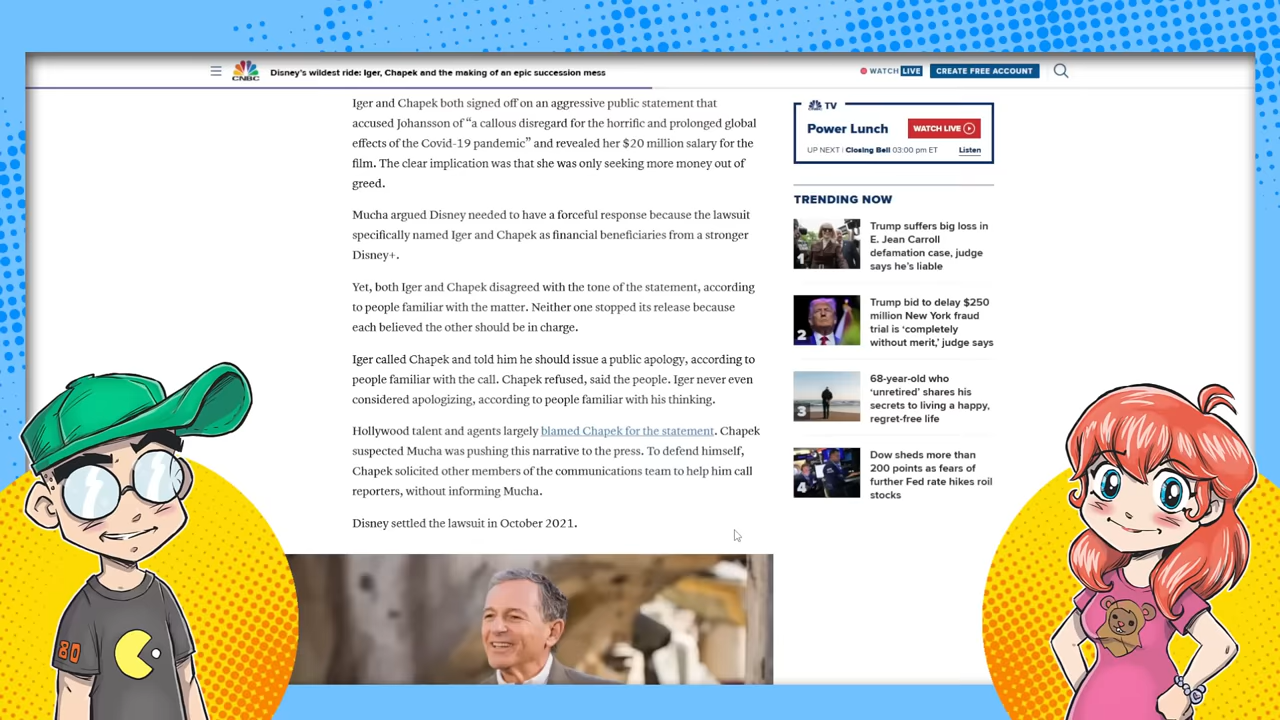 CNBC
Disney's wildest ride: Iger, Chapek and the making of an epic succession mess
WATCH LIVE
CREATE FREE ACCOUNT
Iger and Chapek both signed off on an aggressive public statement that
accused Johansson of “a callous disregard for the horrific and prolonged global
effects of the Covid-19 pandemic” and revealed her $20 million salary for the
film. The clear implication was that she was only seeking more money out of
greed.
Mucha argued Disney needed to have a forceful response because the lawsuit
specifically named Iger and Chapek as financial beneficiaries from a stronger
Disney+.
Yet, both Iger and Chapek disagreed with the tone of the statement, according
to people familiar with the matter. Neither one stopped its release because
each believed the other should be in charge.
Iger called Chapek and told him he should issue a public apology, according to
people familiar with the call. Chapek refused, said the people. Iger never even
considered apologizing, according to people familiar with his thinking.
Hollywood talent and agents largely blamed Chapek for the statement. Chapek
suspected Mucha was pushing this narrative to the press. To defend himself,
Chapek solicited other members of the communications team to help him call
reporters, without informing Mucha.
Disney settled the lawsuit in October 2021.
TV
Power Lunch
WATCH LIVE
UP NEXT | Closing Bell 03:00 pm ET
Listen
TRENDING NOW
1
Trump suffers big loss in
E. Jean Carroll
defamation case, judge
says he's liable
2
Trump bid to delay $250
million New York fraud
trial is ‘completely
without merit,’ judge says
3
68-year-old who
‘unretired’ shares his
secrets to living a happy,
regret-free life
4
Dow sheds more than
200 points as fears of
further Fed rate hikes roil
stocks
80